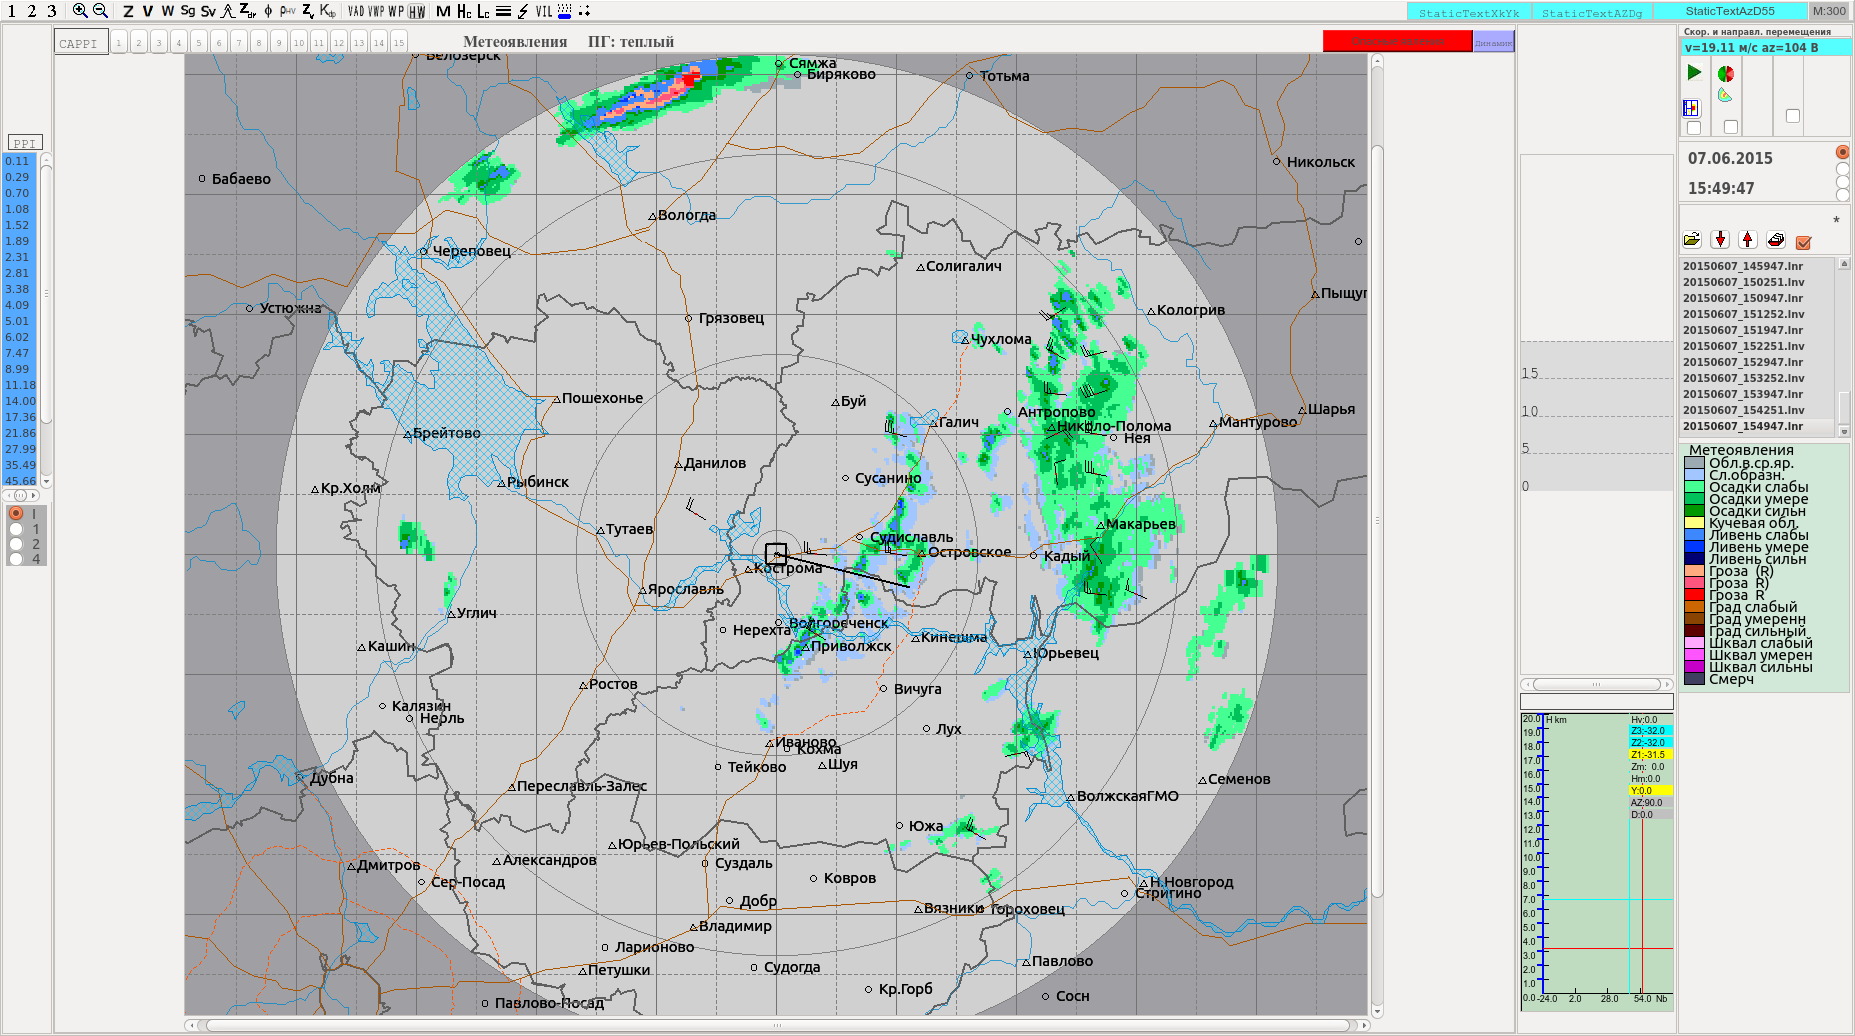 1 2 3 Z V W Sg Sv Λ Zdr ϕ ρHV Zv Kdp VAD VWP WP HW M Hc Lc VIL
StaticTextXkYk StaticTextAZDg StaticTextAzD55 M:300
CAPPI 1 2 3 4 5 6 7 8 9 10 11 12 13 14 15
Метеоявления ПГ: теплый
Динамик
Скор. и направл. перемещения
v=19.11 м/с az=104 В
07.06.2015
15:49:47
*
20150607_145947.lnr
20150607_150251.lnv
20150607_150947.lnr
20150607_151252.lnv
20150607_151947.lnr
20150607_152251.lnv
20150607_152947.lnr
20150607_153252.lnv
20150607_153947.lnr
20150607_154251.lnv
20150607_154947.lnr
Метеоявления
Обл.в.ср.яр.
Сл.образн.
Осадки слабы
Осадки умере
Осадки сильн
Кучевая обл.
Ливень слабы
Ливень умере
Ливень сильн
Гроза (R)
Гроза R)
Гроза R
Град слабый
Град умеренн
Град сильный
Шквал слабый
Шквал умерен
Шквал сильны
Смерч
PPI
0.11
0.29
0.70
1.08
1.52
1.89
2.31
2.81
3.38
4.09
5.01
6.02
7.47
8.99
11.18
14.00
17.36
21.86
27.99
35.49
45.66
I
1
2
4
Белозерск
Сямжа
Биряково
Тотьма
Никольск
Бабаево
Вологда
Череповец
Солигалич
Пыщуг
Устюжна
Грязовец
Кологрив
Чухлома
Пошехонье
Буй
Антропово
Шарья
Галич
Николо-Полома
Мантурово
Брейтово
Нея
Данилов
Сусанино
Кр.Холм
Рыбинск
Тутаев
Судиславль
Макарьев
Островское
Кадый
Кострома
Ярославль
Углич
Нерехта
Волгореченск
Кинешма
Кашин
Приволжск
Юрьевец
Ростов
Вичуга
Калязин
Нерль
Лух
Иваново
Кохма
Тейково
Шуя
Дубна
Переславль-Залес
Семенов
ВолжскаяГМО
Южа
Юрьев-Польский
Александров
Суздаль
Дмитров
Сер-Посад
Ковров
Н.Новгород
Стригино
Добр
Вязники
Гороховец
Владимир
Ларионово
Петушки
Судогда
Павлово
Кр.Горб
Сосн
Павлово-Посад
15
10
5
0
20.0
19.0
18.0
17.0
16.0
15.0
14.0
13.0
12.0
11.0
10.0
9.0
8.0
7.0
6.0
5.0
4.0
3.0
2.0
1.0
0.0
H km
Hv:0.0
Z3:-32.0
Z2:-32.0
Z1:-31.5
Zm: 0.0
Hm:0.0
Y:0.0
AZ:90.0
D:0.0
-24.0 2.0 28.0 54.0 Nb